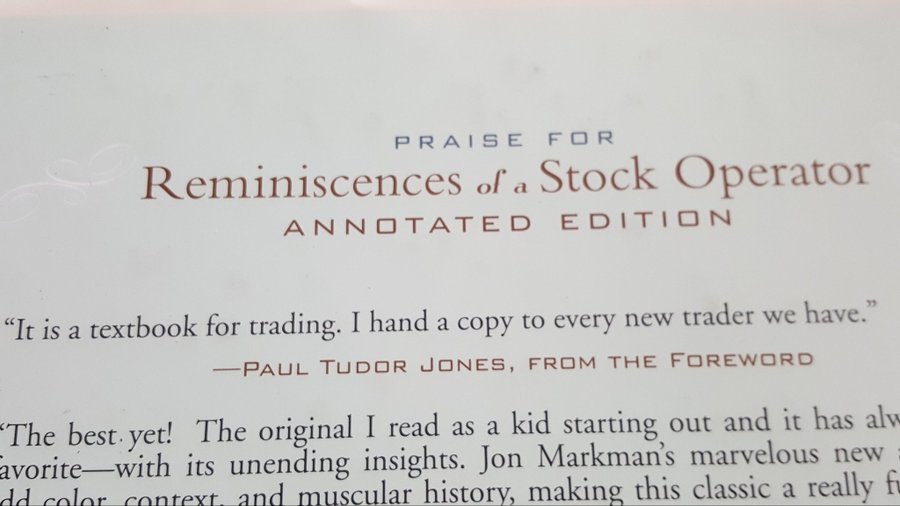 PRAISE FOR
Reminiscences of a Stock Operator
ANNOTATED EDITION
“It is a textbook for trading. I hand a copy to every new trader we have.”
—PAUL TUDOR JONES, FROM THE FOREWORD
“The best yet! The original I read as a kid starting out and it has
avorite—with its unending insights. Jon Markman’s marvelous new
dd color, context, and muscular history, making this classic a really